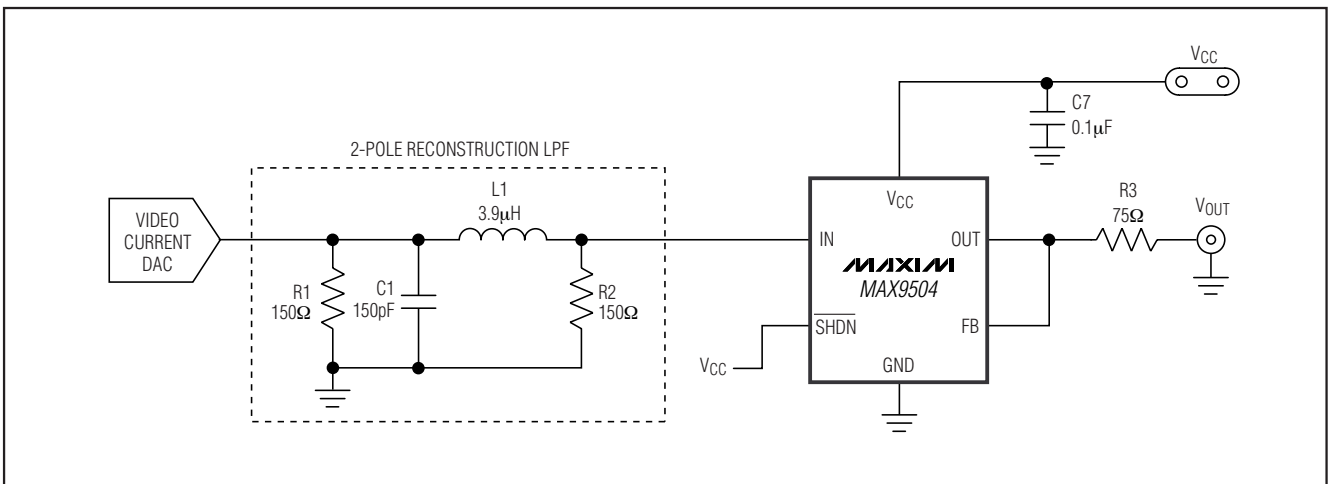 VCC
C7
0.1µF
2-POLE RECONSTRUCTION LPF
L1
3.9µH
VIDEO
CURRENT
DAC
R1
150Ω
C1
150pF
R2
150Ω
VCC
IN
OUT
MAXIM
MAX9504
SHDN
FB
GND
VCC
R3
75Ω
VOUT